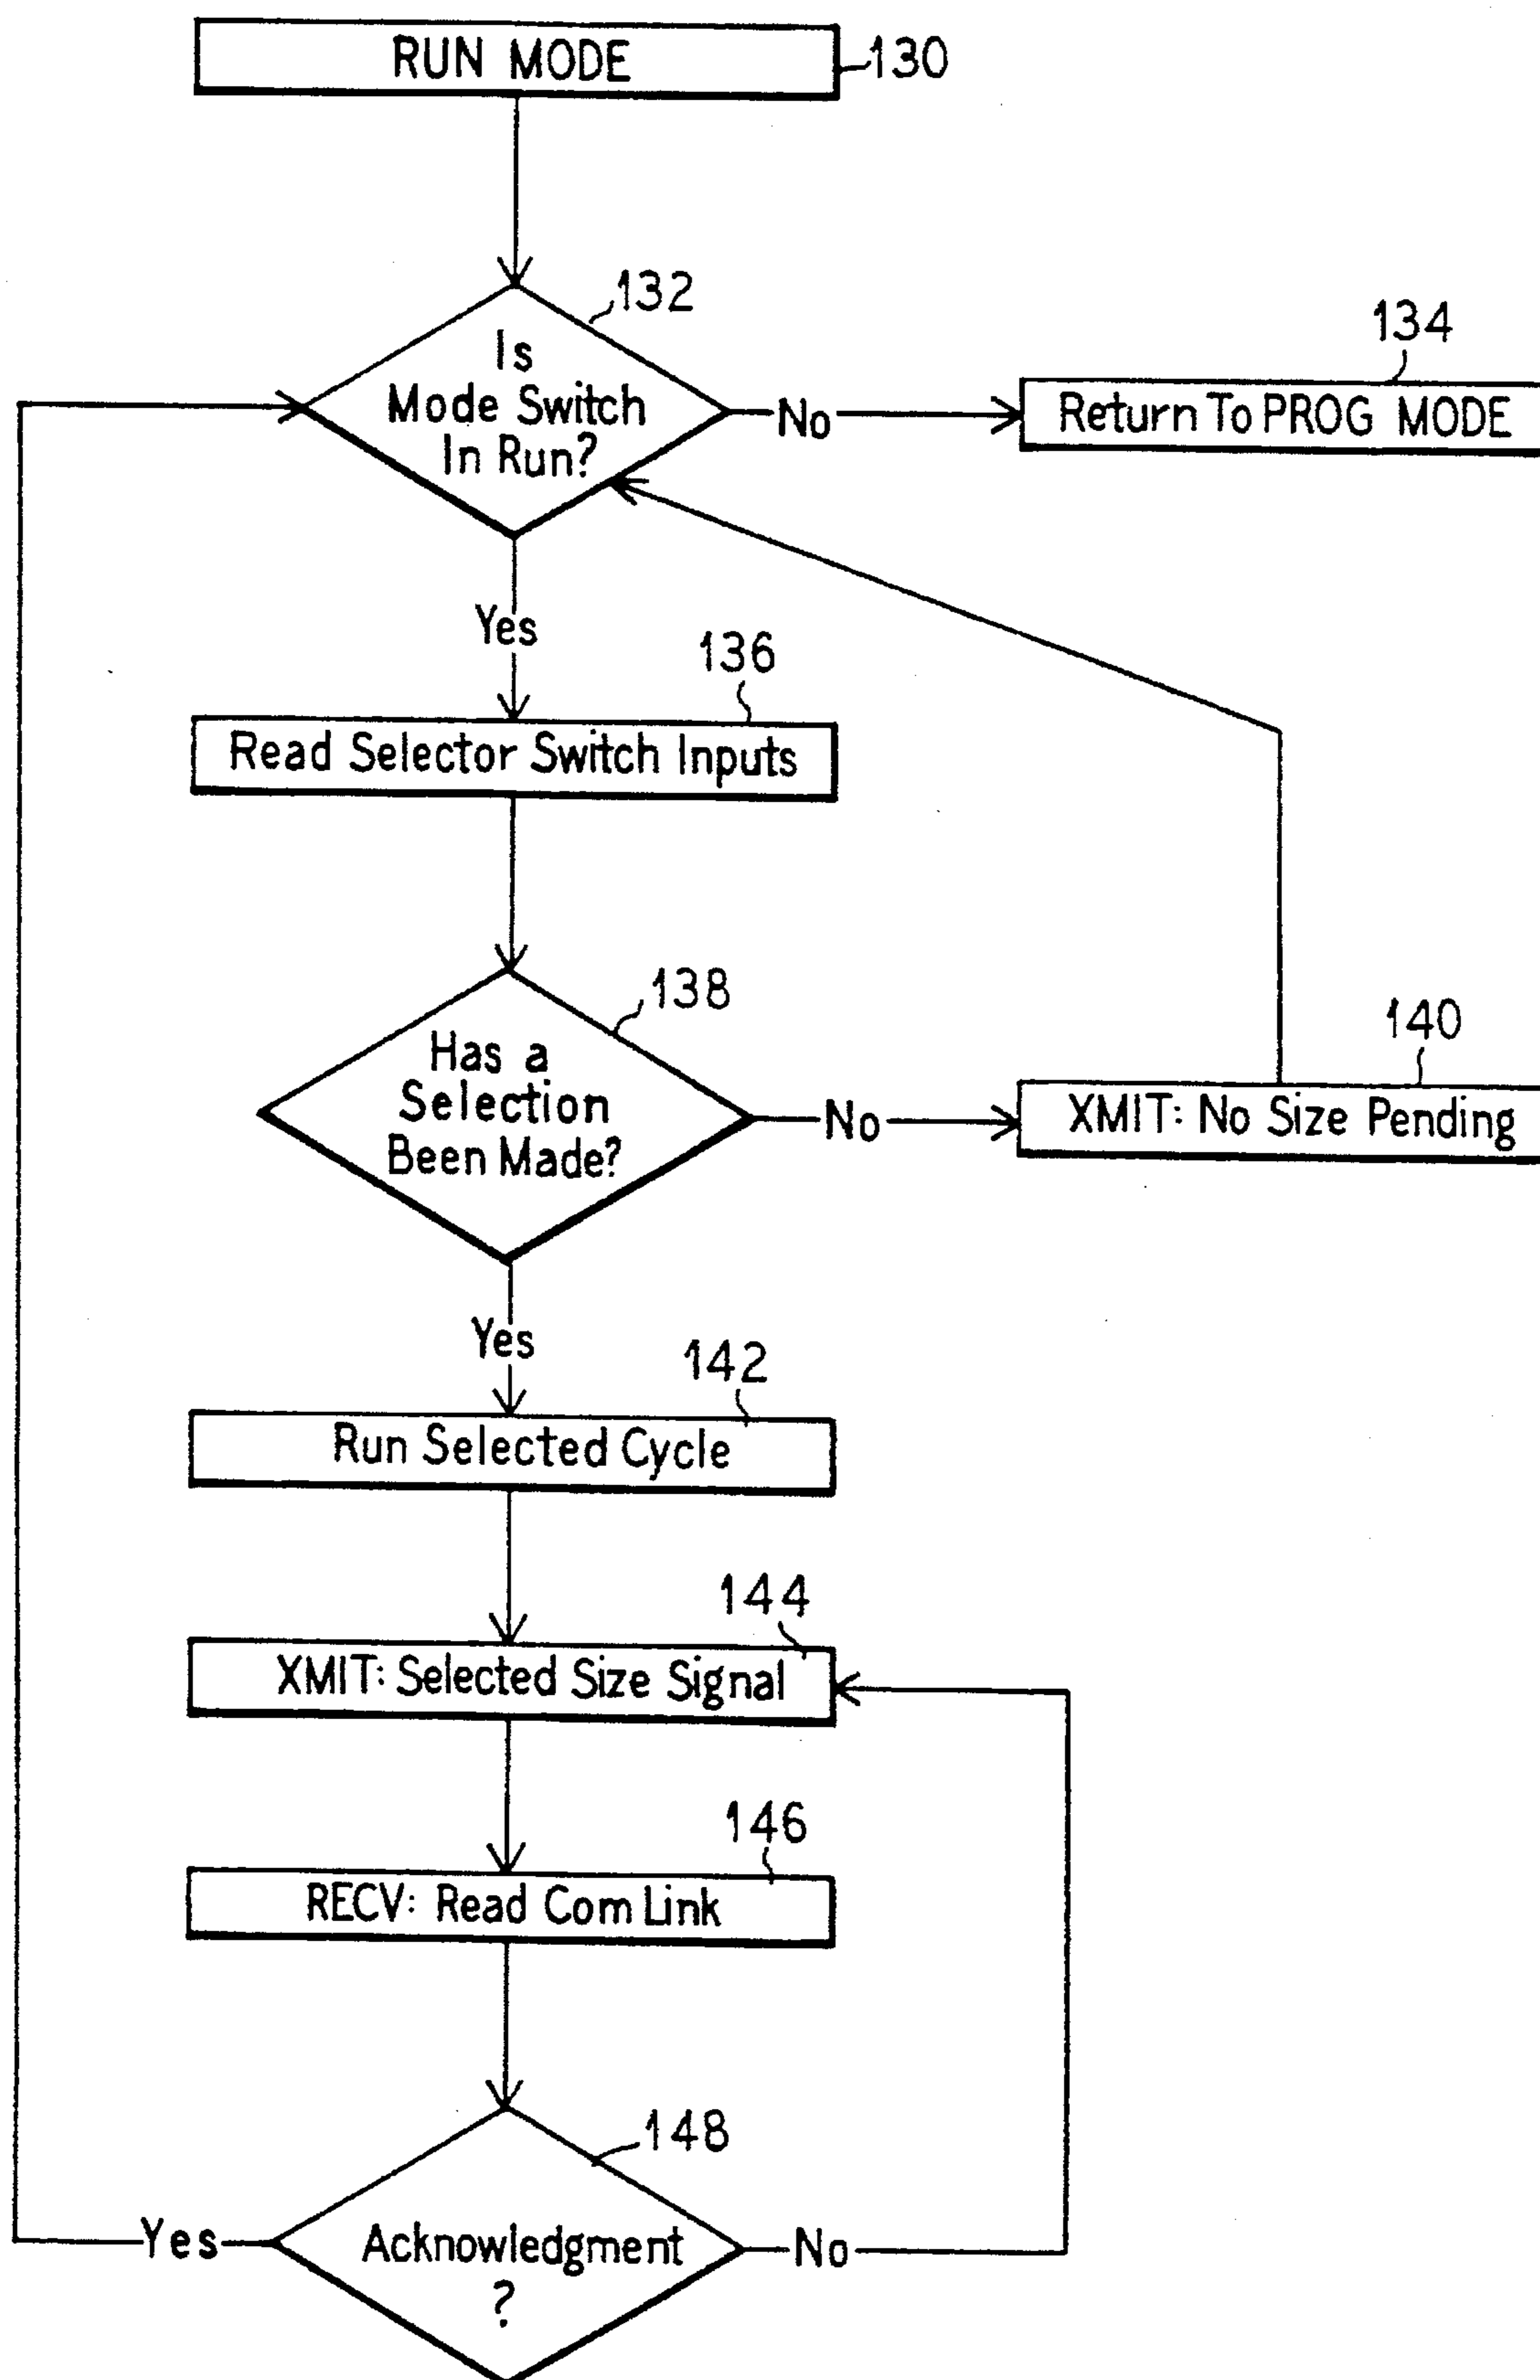 RUN MODE
130
132
Is
Mode Switch
In Run?
No
134
Return To PROG MODE
Yes
136
Read Selector Switch Inputs
138
Has a
Selection
Been Made?
No
140
XMIT: No Size Pending
Yes
142
Run Selected Cycle
144
XMIT: Selected Size Signal
146
RECV: Read Com Link
148
Acknowledgment
?
Yes
No